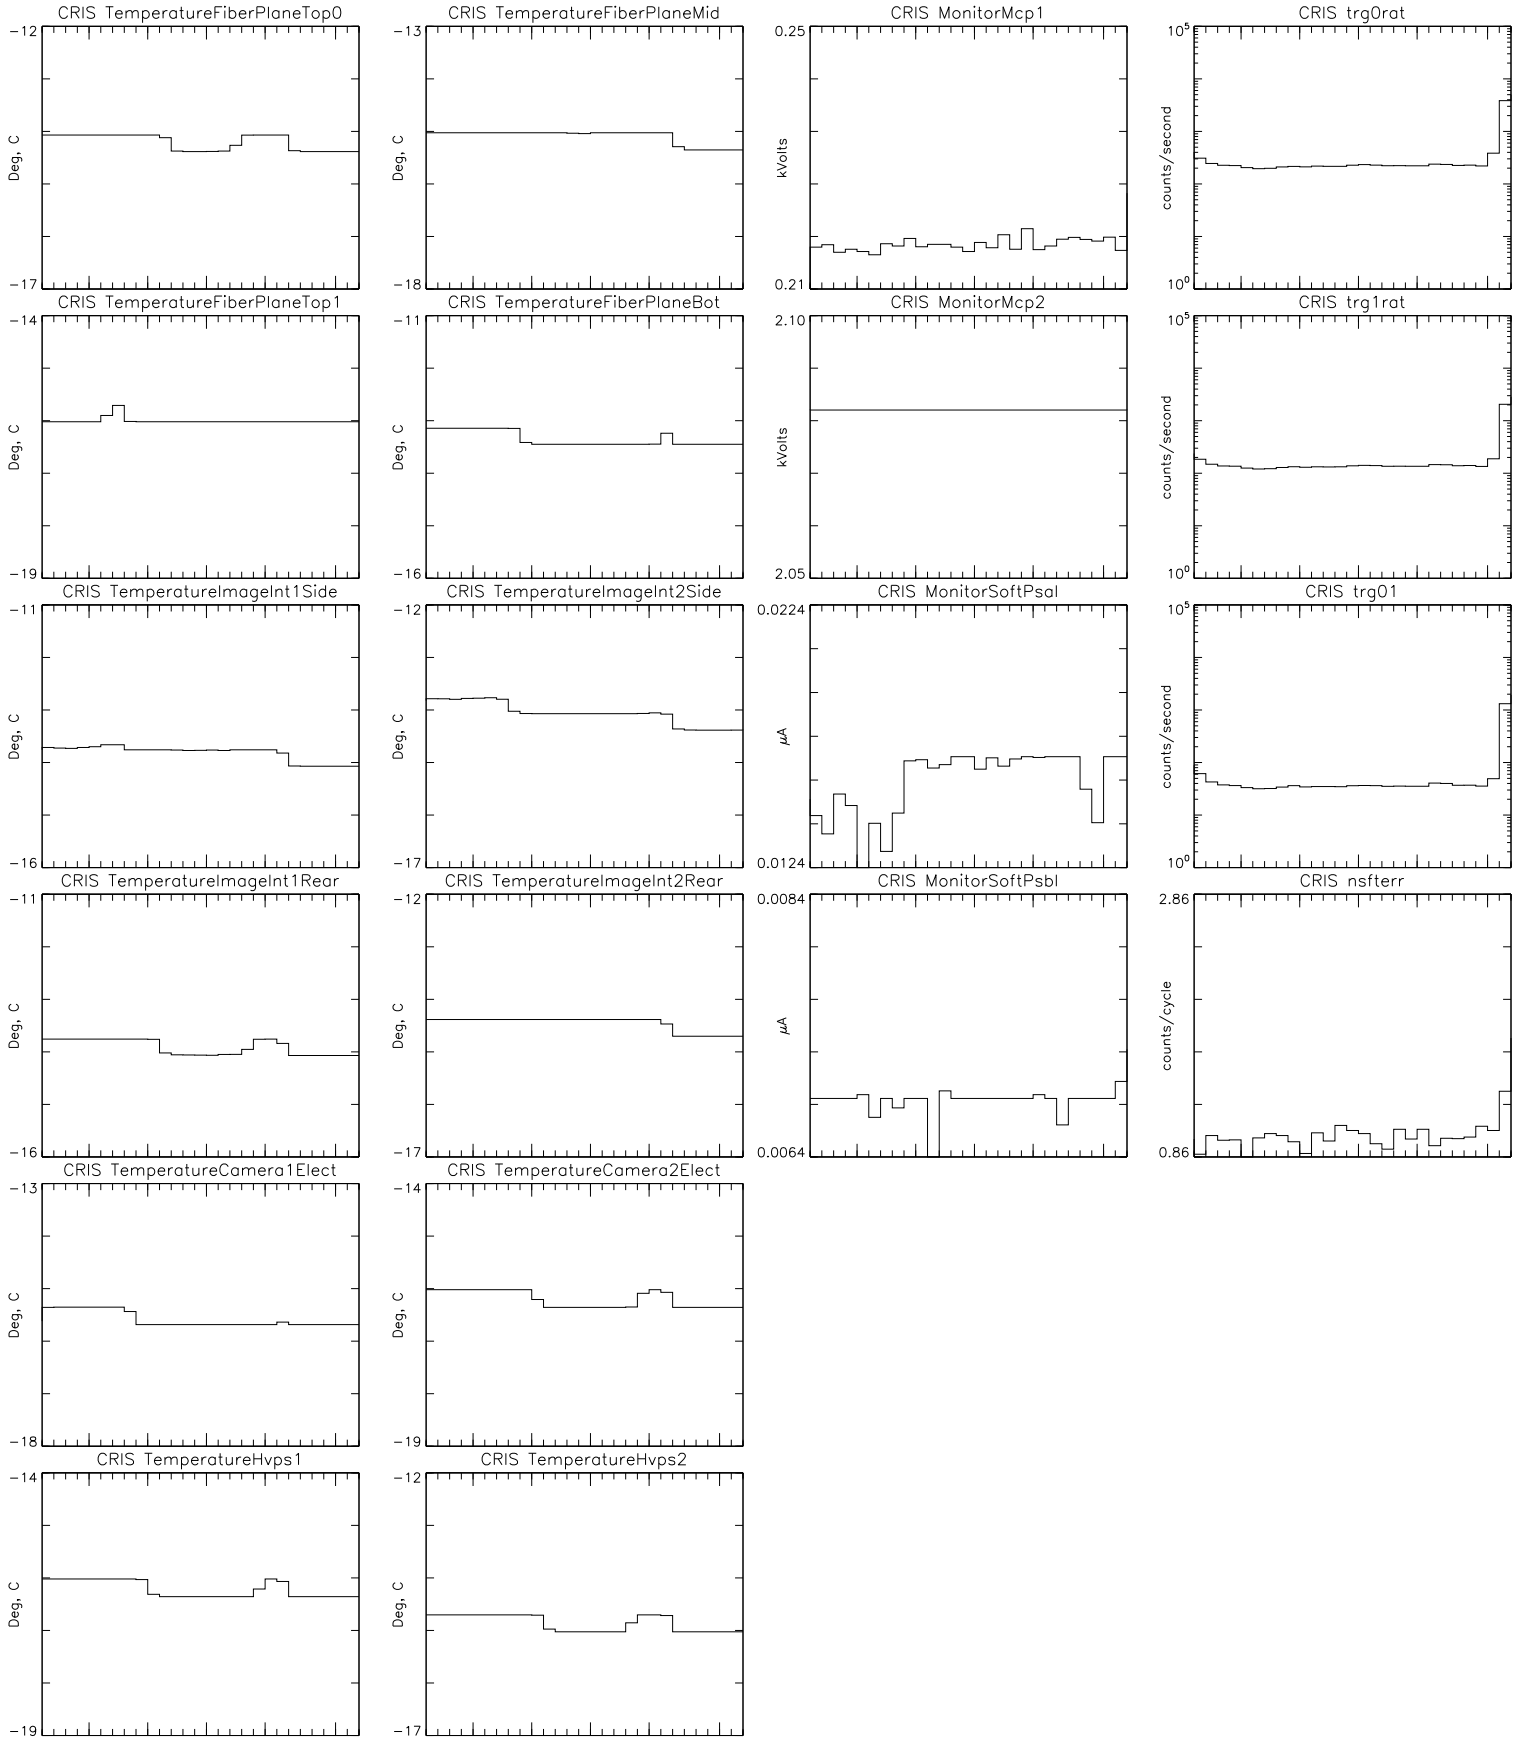 CRIS TemperatureFiberPlaneTop0
−12
Deg, C
−17
CRIS TemperatureFiberPlaneMid
−13
Deg, C
−18
CRIS MonitorMcp1
0.25
kVolts
0.21
CRIS trg0rat
10⁵
counts/second
10⁰
CRIS TemperatureFiberPlaneTop1
−14
Deg, C
−19
CRIS TemperatureFiberPlaneBot
−11
Deg, C
−16
CRIS MonitorMcp2
2.10
kVolts
2.05
CRIS trg1rat
10⁵
counts/second
10⁰
CRIS TemperatureImageInt1Side
−11
Deg, C
−16
CRIS TemperatureImageInt2Side
−12
Deg, C
−17
CRIS MonitorSoftPsaI
0.0224
μA
0.0124
CRIS trg01
10⁵
counts/second
10⁰
CRIS TemperatureImageInt1Rear
−11
Deg, C
−16
CRIS TemperatureImageInt2Rear
−12
Deg, C
−17
CRIS MonitorSoftPsbI
0.0084
μA
0.0064
CRIS nsfterr
2.86
counts/cycle
0.86
CRIS TemperatureCamera1Elect
−13
Deg, C
−18
CRIS TemperatureCamera2Elect
−14
Deg, C
−19
CRIS TemperatureHvps1
−14
Deg, C
−19
CRIS TemperatureHvps2
−12
Deg, C
−17